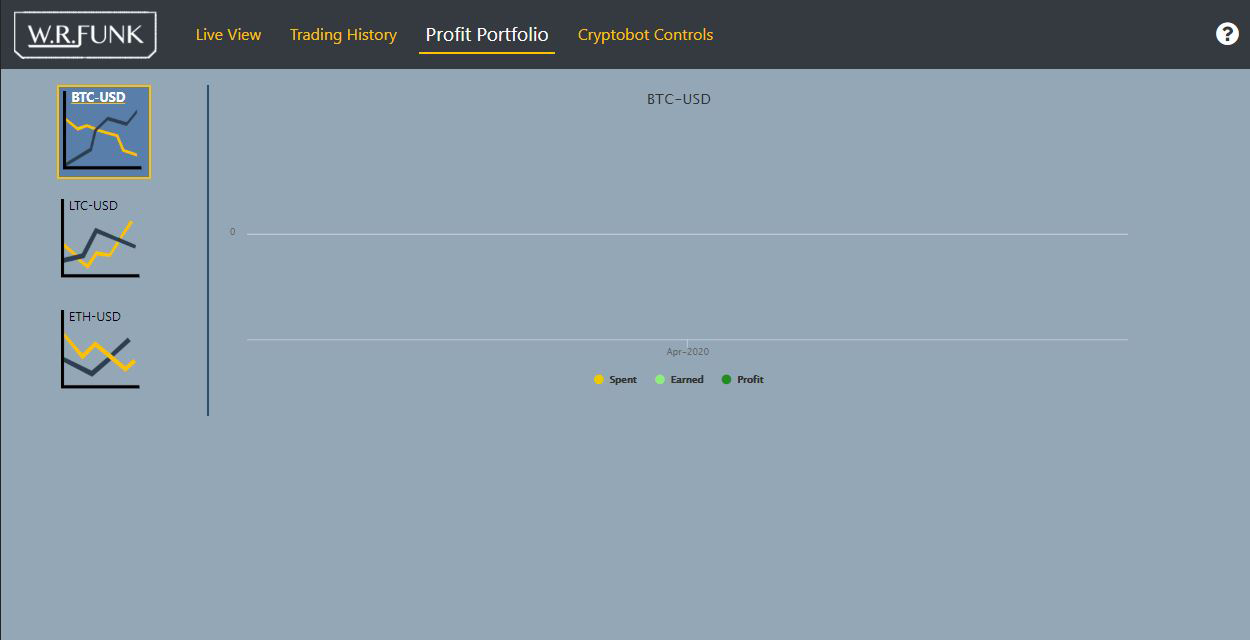 W.R.FUNK
Live View
Trading History
Profit Portfolio
Cryptobot Controls
?
BTC-USD
LTC-USD
ETH-USD
BTC-USD
0
Apr-2020
Spent
Earned
Profit